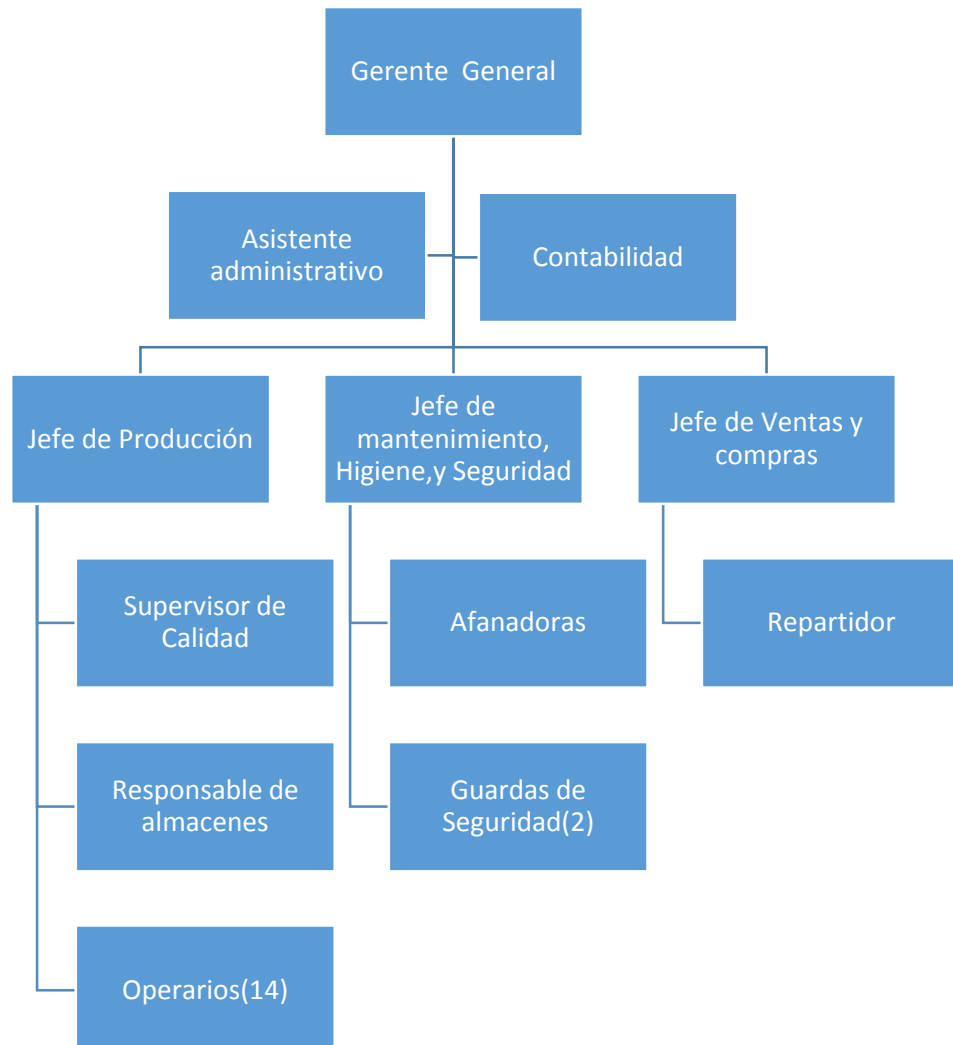 Gerente  General
Asistente
administrativo
Contabilidad
Jefe de Producción
Jefe de
mantenimiento,
Higiene,y Seguridad
Jefe de Ventas y
compras
Supervisor de
Calidad
Afanadoras
Repartidor
Responsable de
almacenes
Guardas de
Seguridad(2)
Operarios(14)